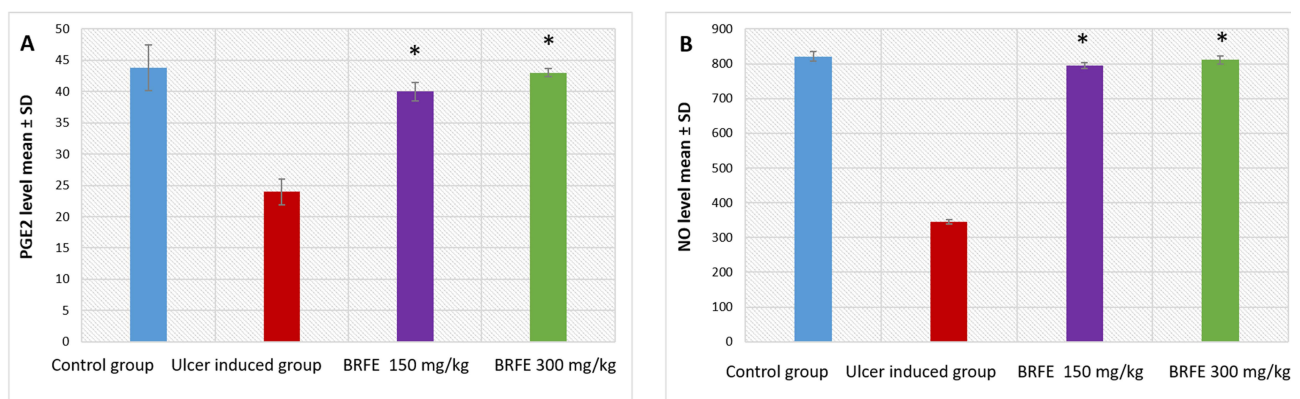 A
PGE2 level mean ± SD
50
45
40
35
30
25
20
15
10
5
0
*
*
Control group
Ulcer induced group
BRFE 150 mg/kg
BRFE 300 mg/kg
B
NO level mean ± SD
900
800
700
600
500
400
300
200
100
0
*
*
Control group
Ulcer induced group
BRFE 150 mg/kg
BRFE 300 mg/kg